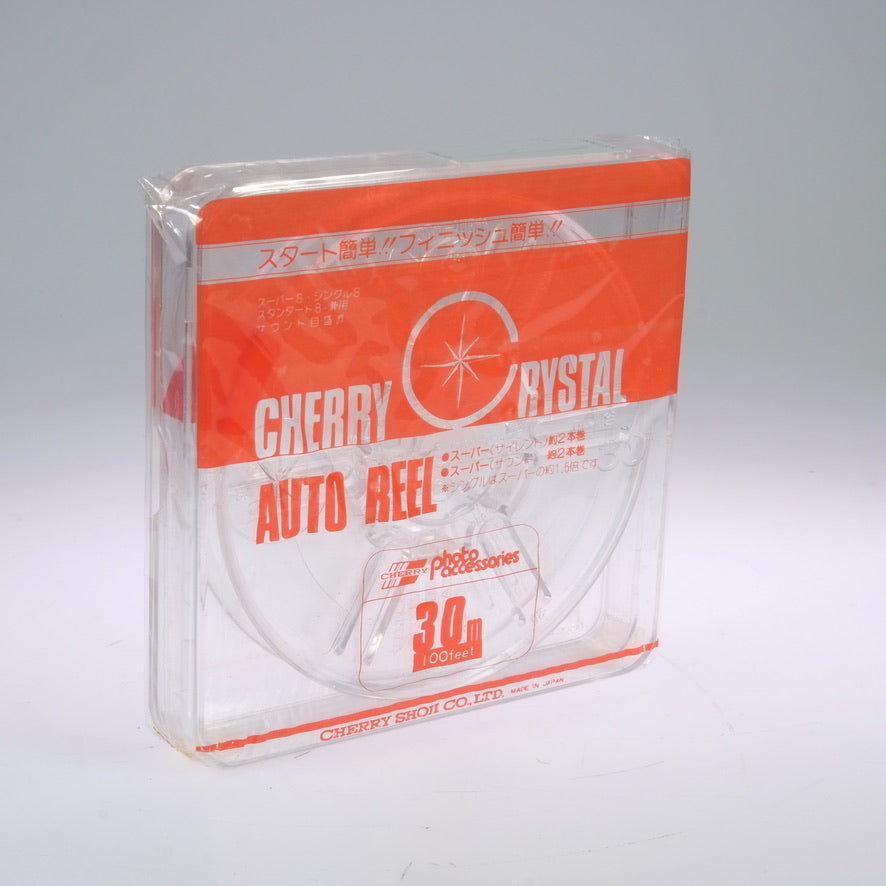 スタート簡単!!フィニッシュ簡単!!
スーパー8・シングル8
スタンダード8・兼用
サウンド自蓄♬
CHERRY CRYSTAL
AUTO REEL
●スーパー(サイレント)約2本巻
●スーパー(サウンド) 約2本巻
※シングルはスーパーの約1.5倍です
CHERRY photo accessories
30m
100feet
CHERRY SHOJI CO.,LTD. MADE IN JAPAN